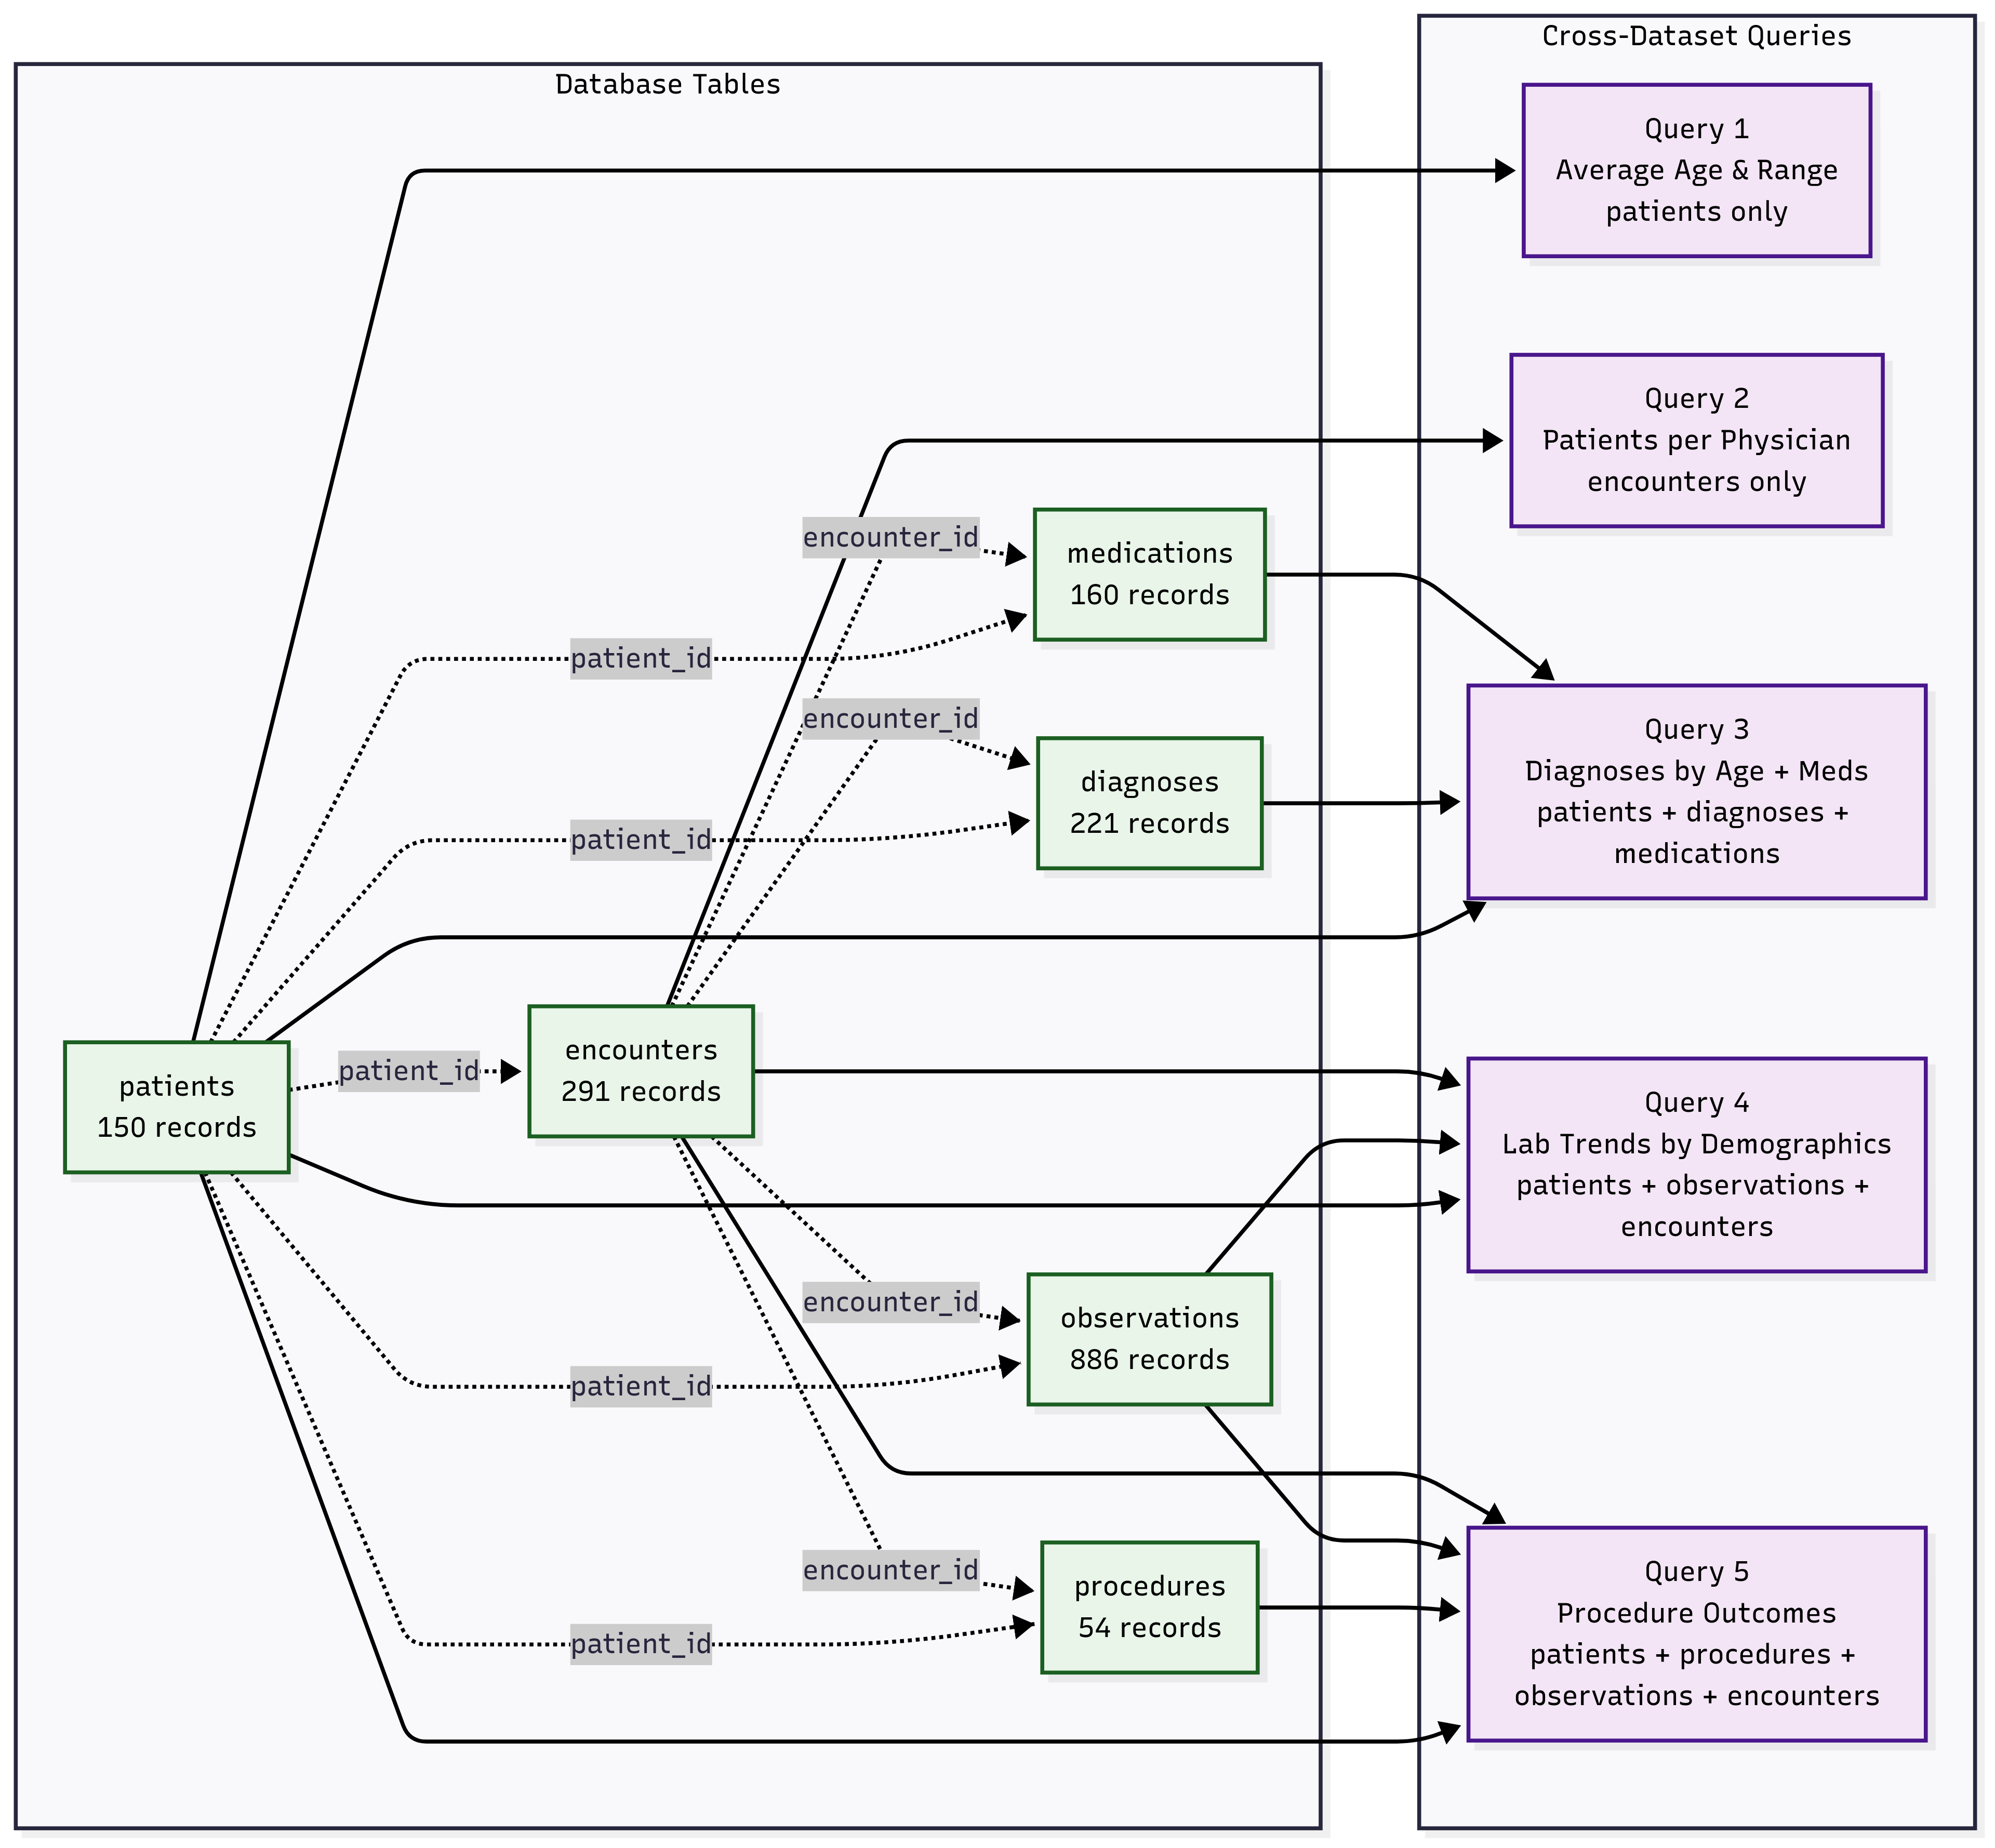 Cross-Dataset Queries
Database Tables
Query 1
Average Age & Range
patients only
Query 2
Patients per Physician
encounters only
encounter_id
medications
160 records
patient_id
encounter_id
Query 3
Diagnoses by Age + Meds
patients + diagnoses +
medications
diagnoses
221 records
patient_id
encounters
291 records
patient_id
patients
150 records
Query 4
Lab Trends by Demographics
patients + observations +
encounters
encounter_id
observations
886 records
patient_id
encounter_id
procedures
54 records
patient_id
Query 5
Procedure Outcomes
patients + procedures +
observations + encounters